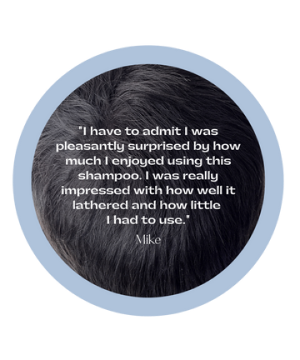 "I have to admit I was
pleasantly surprised by how
much I enjoyed using this
shampoo. I was really
impressed with how well it
lathered and how little
I had to use."
Mike